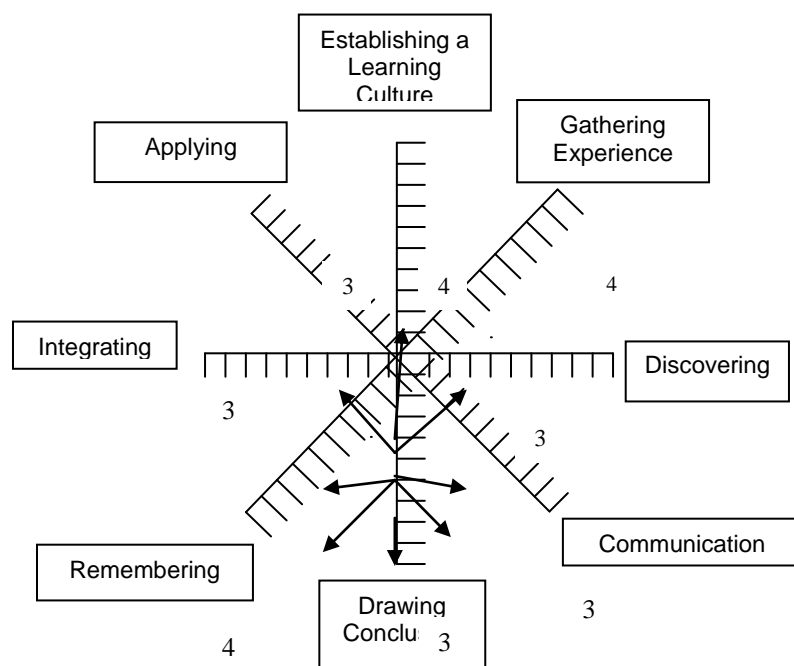 Establishing a
Learning
Culture
Gathering
Experience
Applying
3
4
4
Integrating
Discovering
3
3
Communication
Remembering
Drawing
3
4
3